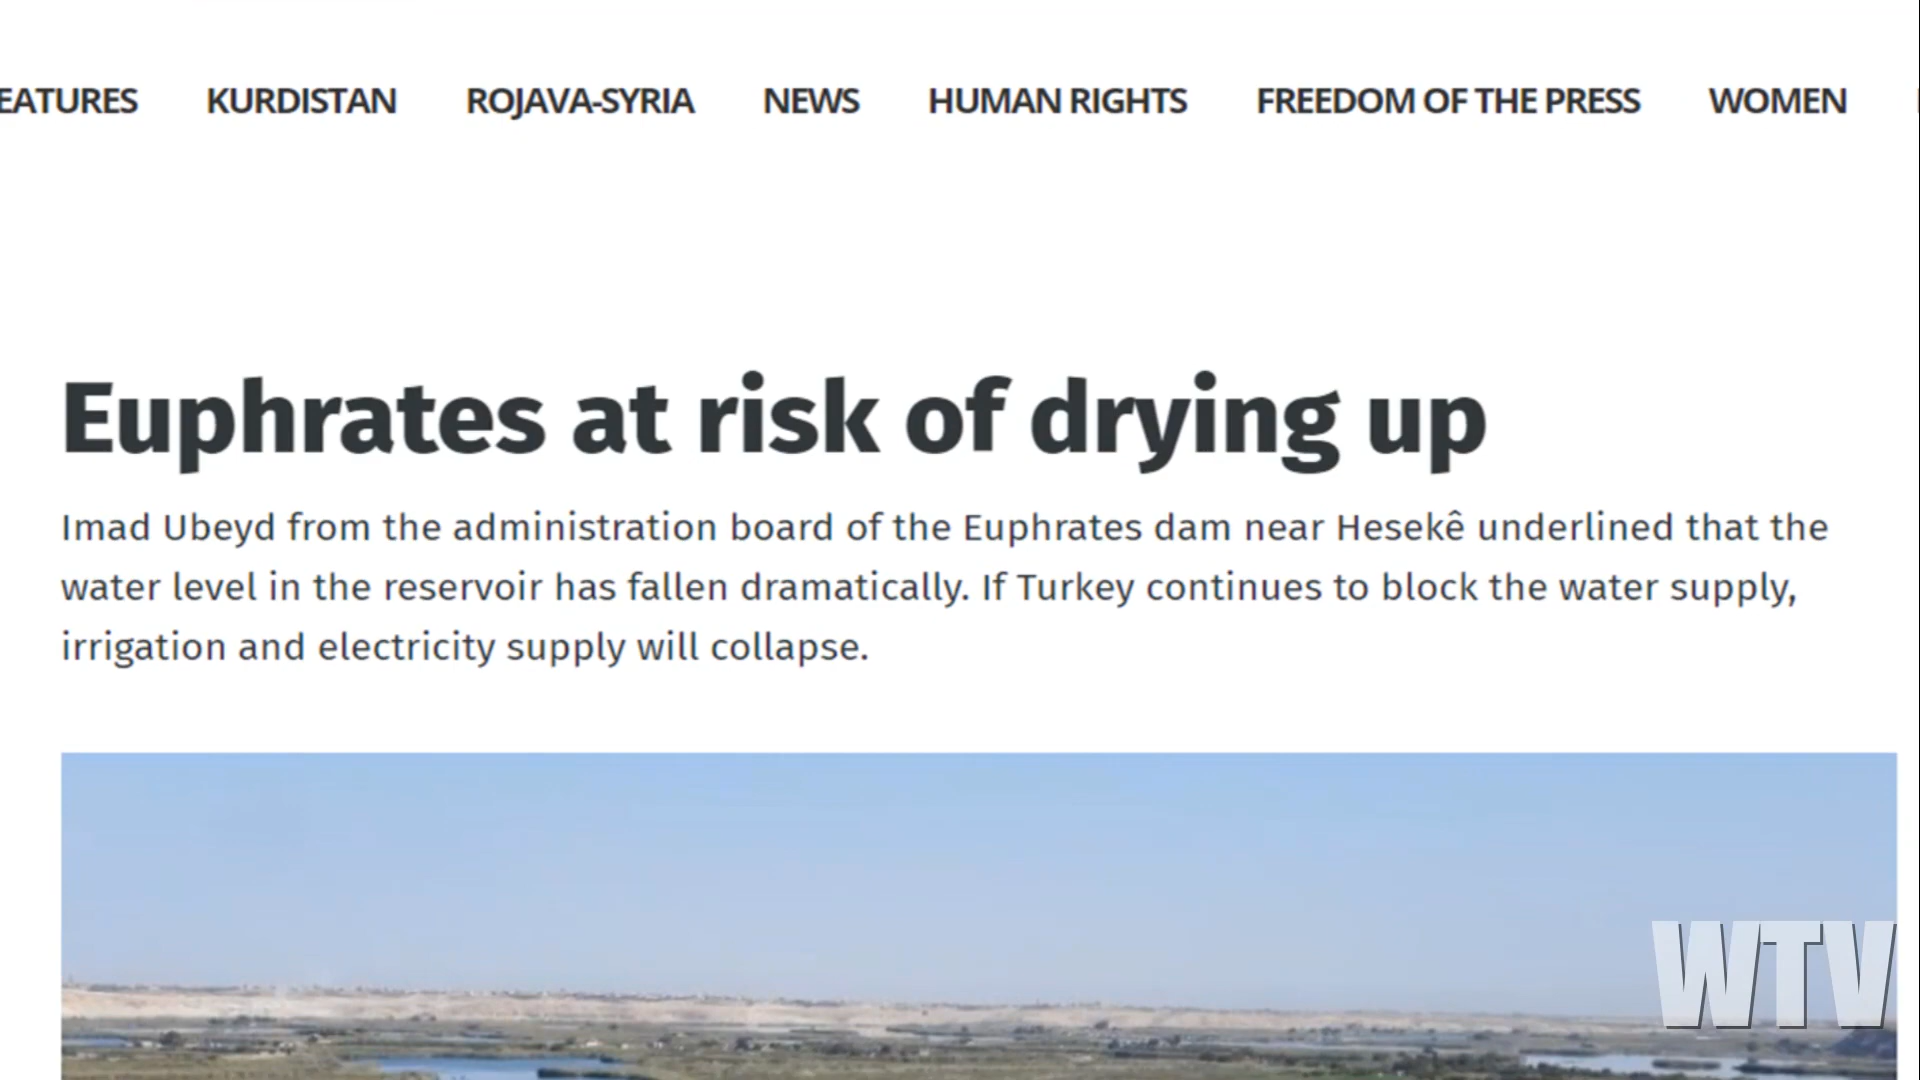 EATURES KURDISTAN ROJAVA-SYRIA NEWS HUMAN RIGHTS FREEDOM OF THE PRESS WOMEN
Euphrates at risk of drying up
Imad Ubeyd from the administration board of the Euphrates dam near Hesekê underlined that the
water level in the reservoir has fallen dramatically. If Turkey continues to block the water supply,
irrigation and electricity supply will collapse.
WTV